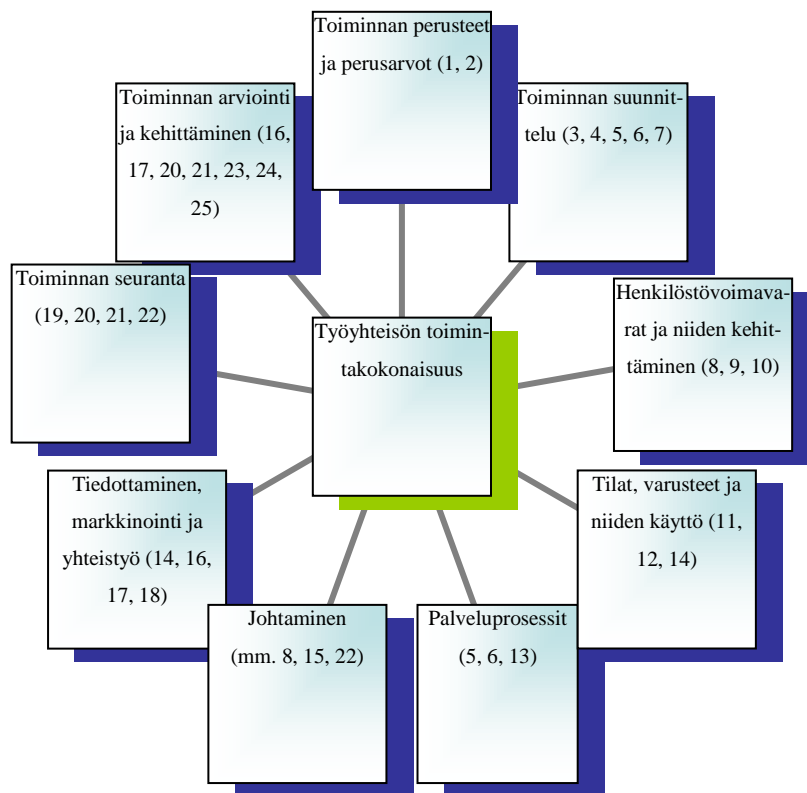 Toiminnan perusteet
ja perusarvot (1, 2)
Toiminnan suunnit-
telu (3, 4, 5, 6, 7)
Henkilöstövoimava-
rat ja niiden kehit-
täminen (8, 9, 10)
Tilat, varusteet ja
niiden käyttö (11,
12, 14)
Palveluprosessit
(5, 6, 13)
Johtaminen
(mm. 8, 15, 22)
Tiedottaminen,
markkinointi ja
yhteistyö (14, 16,
17, 18)
Toiminnan seuranta
(19, 20, 21, 22)
Toiminnan arviointi
ja kehittäminen (16,
17, 20, 21, 23, 24,
25)
Työyhteisön toimin-
takokonaisuus